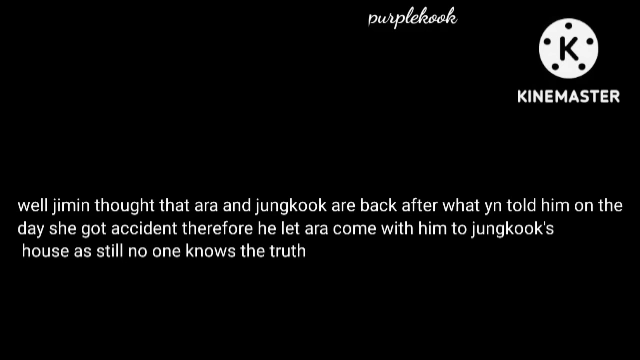 purplekook
K
KINEMASTER
well jimin thought that ara and jungkook are back after what yn told him on the
day she got accident therefore he let ara come with him to jungkook's
house as still no one knows the truth